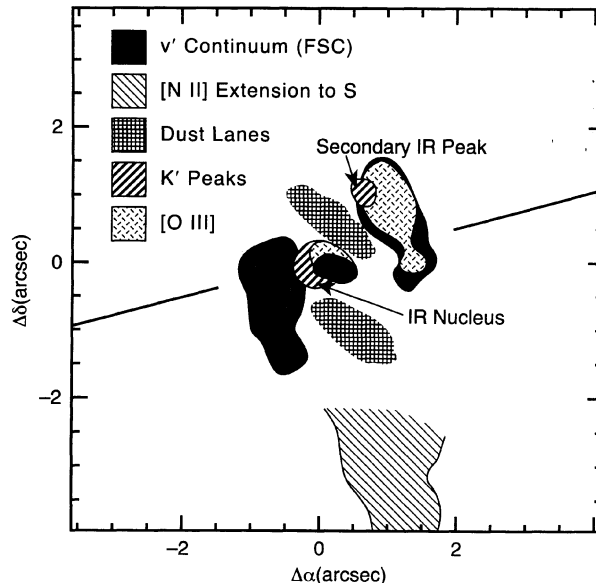 v′ Continuum (FSC)
[N II] Extension to S
Dust Lanes
K′ Peaks
[O III]
Secondary IR Peak
IR Nucleus
2
0
−2
Δδ(arcsec)
−2
0
2
Δα(arcsec)